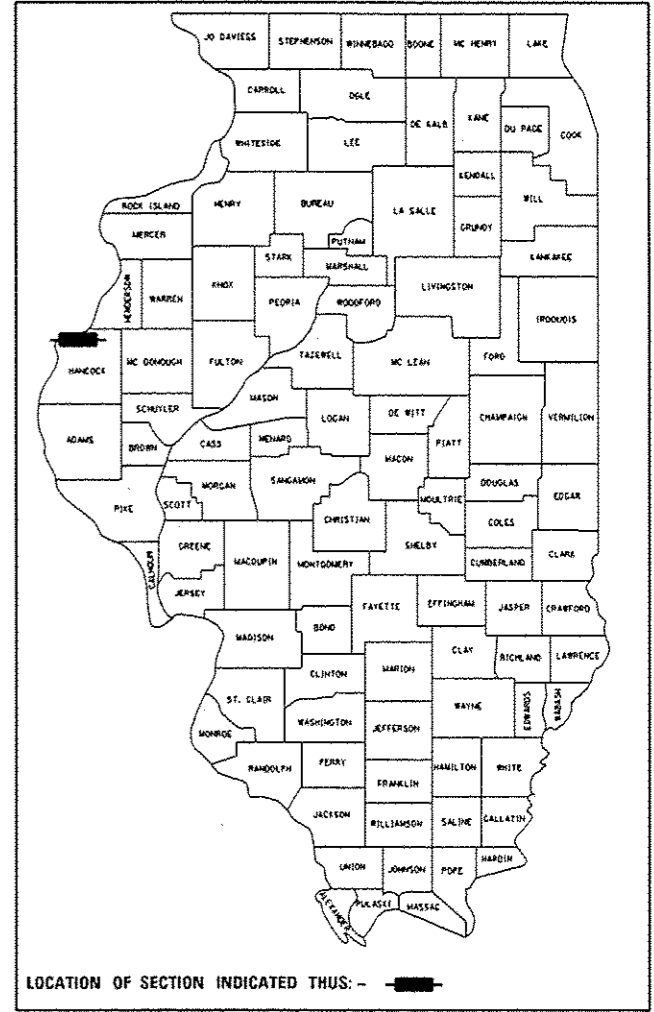 JO DAVIESS STEPHENSON WINNEBAGO BOONE MC HENRY LAKE
CARROLL OGLE
DE KALB KANE DU PAGE COOK
WHITESIDE LEE
KENDALL
ROCK ISLAND HENRY BUREAU LA SALLE WILL
MERCER PUTNAM GRUNDY
STARK MARSHALL KANKAKEE
HENDERSON WARREN KNOX PEORIA WOODFORD LIVINGSTON
IROQUOIS
HANCOCK MC DONOUGH FULTON TAZEWELL MC LEAN FORD
MASON
SCHUYLER LOGAN DE WITT CHAMPAIGN VERMILION
ADAMS BROWN CASS MENARD PIATT
MACON
MORGAN SANGAMON DOUGLAS EDGAR
PIKE SCOTT CHRISTIAN MOULTRIE
COLES
GREENE MACOUPIN MONTGOMERY SHELBY
CALHOUN CUMBERLAND CLARK
JERSEY FAYETTE EFFINGHAM JASPER CRAWFORD
MADISON BOND
CLAY RICHLAND LAWRENCE
CLINTON MARION
ST. CLAIR WAYNE EDWARDS WABASH
MONROE WASHINGTON JEFFERSON
RANDOLPH PERRY HAMILTON WHITE
FRANKLIN
JACKSON WILLIAMSON SALINE GALLATIN
UNION JOHNSON POPE HARDIN
ALEXANDER PULASKI MASSAC
LOCATION OF SECTION INDICATED THUS: -